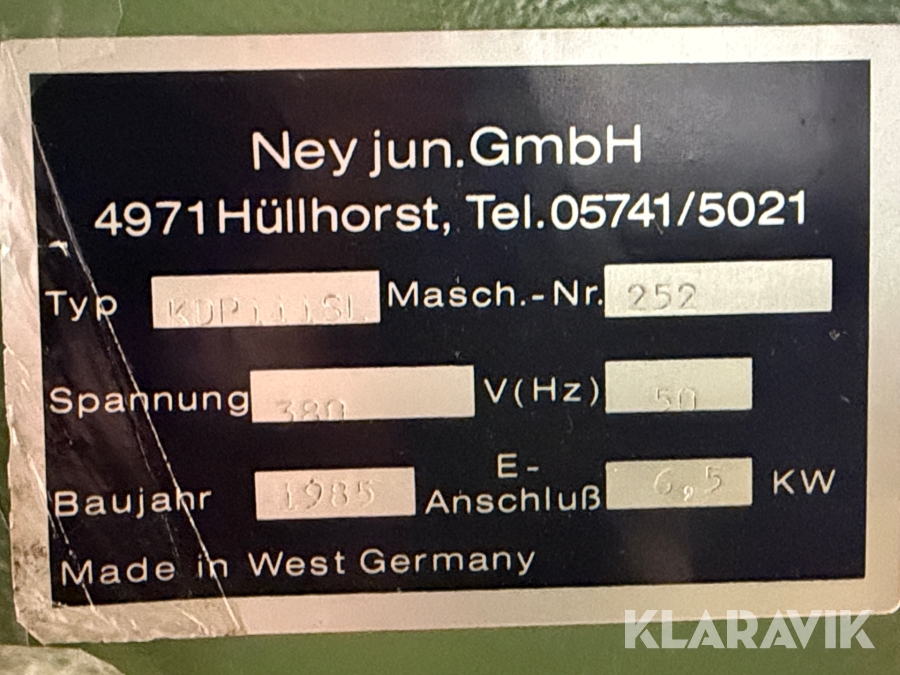 Ney jun.GmbH
4971 Hüllhorst, Tel.05741/5021
Typ Masch.-Nr. 252
Spannung 380 V(Hz) 50
Baujahr 1985 E-Anschluß 6,5 KW
Made in West Germany
KLARAVIK